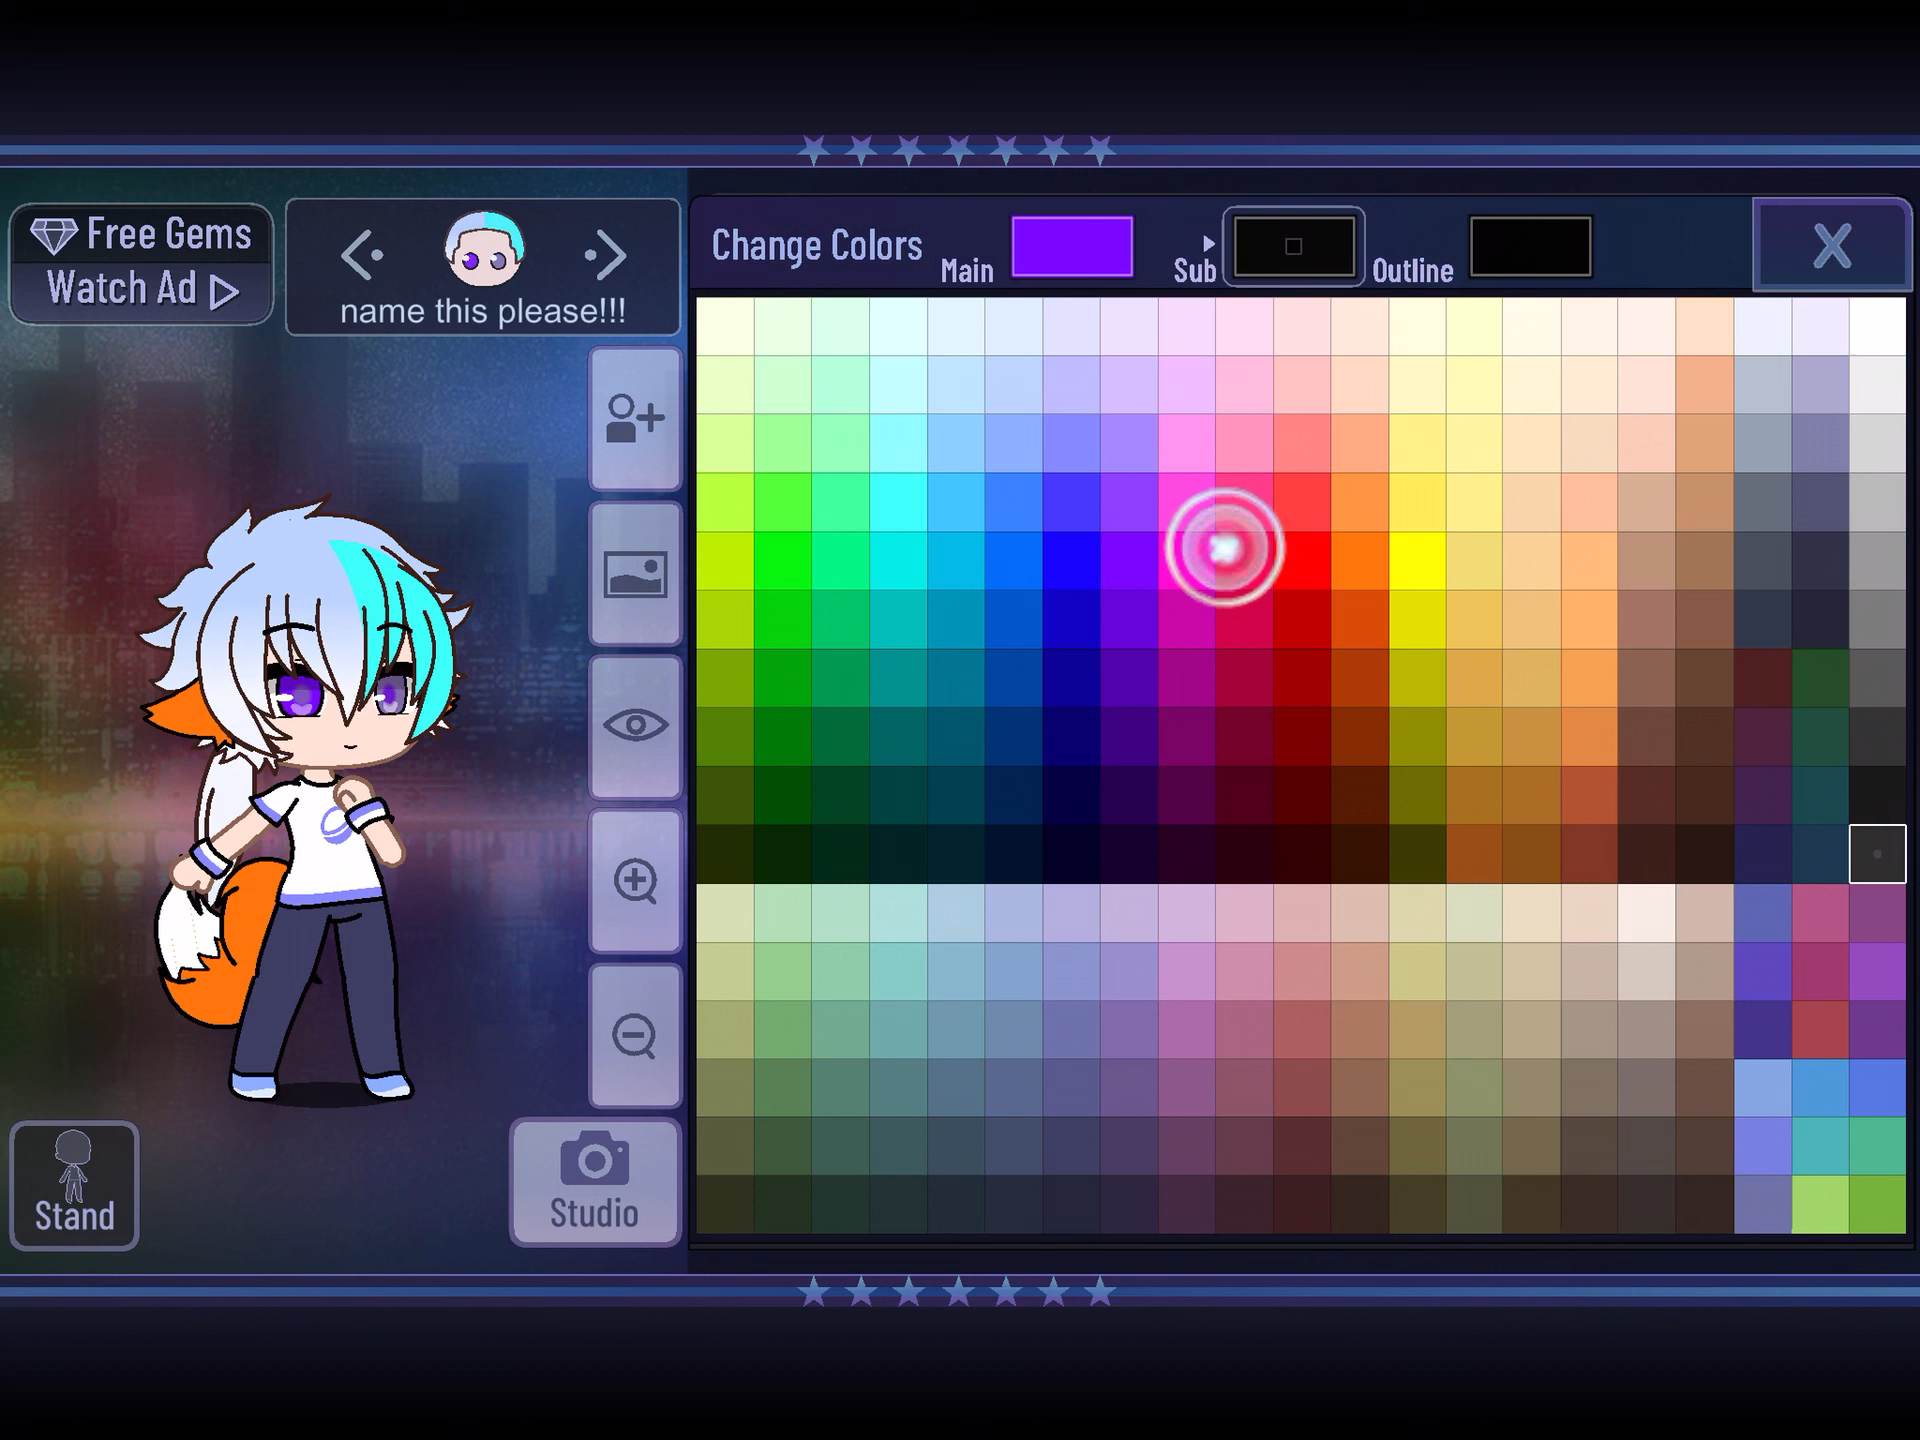 Free Gems
Watch Ad
name this please!!!
Change Colors
Main
Sub
Outline
X
Stand
Studio